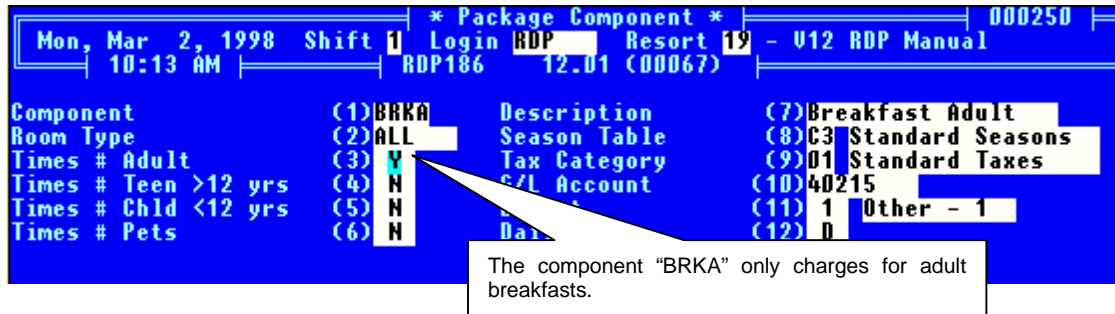 * Package Component * 000250
Mon, Mar 2, 1998 Shift 1 Login RDP Resort 19 - V12 RDP Manual
10:13 AM RDP186 12.01 (00067)
Component (1)BRKA Description (7)Breakfast Adult
Room Type (2)ALL Season Table (8)C3 Standard Seasons
Times # Adult (3) Y Tax Category (9)01 Standard Taxes
Times # Teen >12 yrs (4) N G/L Account (10)40215
Times # Chld <12 yrs (5) N (11) 1 Other - 1
Times # Pets (6) N (12) D
The component “BRKA” only charges for adult
breakfasts.